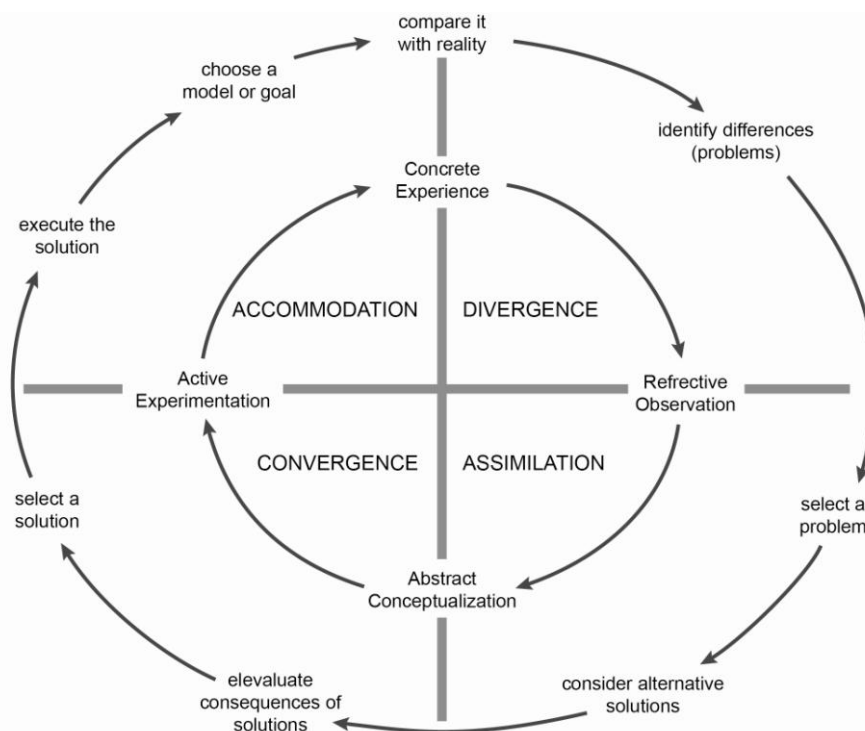 compare it
with reality
choose a
model or goal
identify differences
(problems)
Concrete
Experience
execute the
solution
ACCOMMODATION
DIVERGENCE
Active
Experimentation
Refrective
Observation
CONVERGENCE
ASSIMILATION
select a
solution
select a
problem
Abstract
Conceptualization
elevaluate
consequences of
solutions
consider alternative
solutions